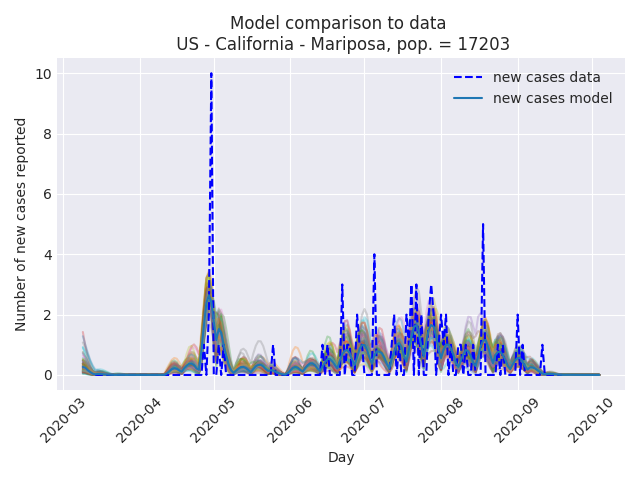 Model comparison to data
US - California - Mariposa, pop. = 17203
new cases data
new cases model
Number of new cases reported
10
8
6
4
2
0
2020-03
2020-04
2020-05
2020-06
2020-07
2020-08
2020-09
2020-10
Day